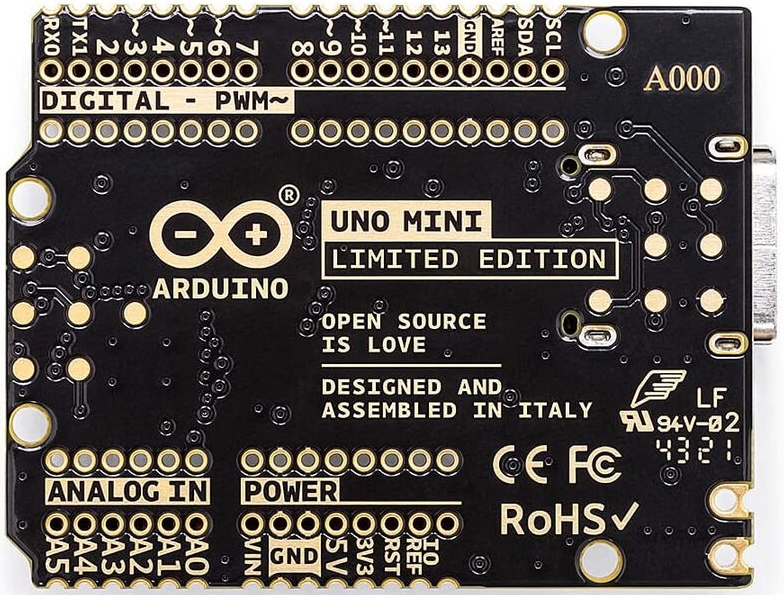 RX0 TX1 2 ~3 4 ~5 ~6 7 8 ~9 ~10 ~11 12 13 GND AREF SDA SCL
A000
DIGITAL - PWM~
®
UNO MINI
LIMITED EDITION
ARDUINO
OPEN SOURCE
IS LOVE
DESIGNED AND
ASSEMBLED IN ITALY
LF
94V-02
4321
CE FC
ANALOG IN
POWER
RoHS✓
A5 A4 A3 A2 A1 A0 VIN GND 5V 3V3 RST IO
REF